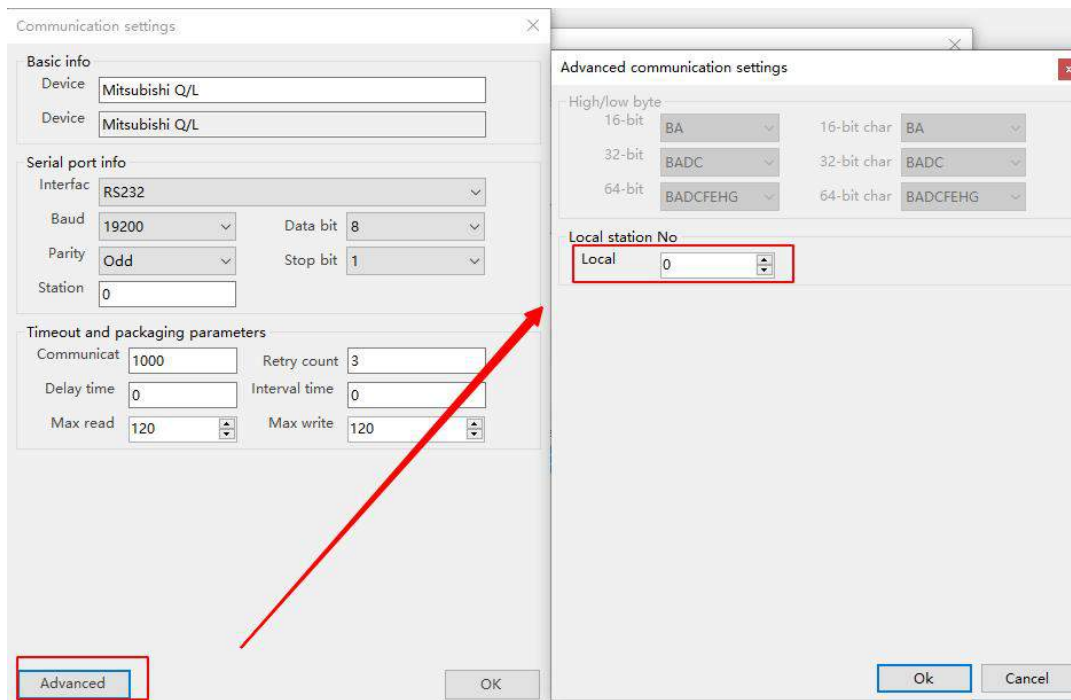 Communication settings
Basic info
Device Mitsubishi Q/L
Device Mitsubishi Q/L
Serial port info
Interfac RS232
Baud 19200 Data bit 8
Parity Odd Stop bit 1
Station 0
Timeout and packaging parameters
Communicat 1000 Retry count 3
Delay time 0 Interval time 0
Max read 120 Max write 120
Advanced OK
Advanced communication settings
High/low byte
16-bit BA 16-bit char BA
32-bit BADC 32-bit char BADC
64-bit BADCFEHG 64-bit char BADCFEHG
Local station No
Local 0
Ok Cancel